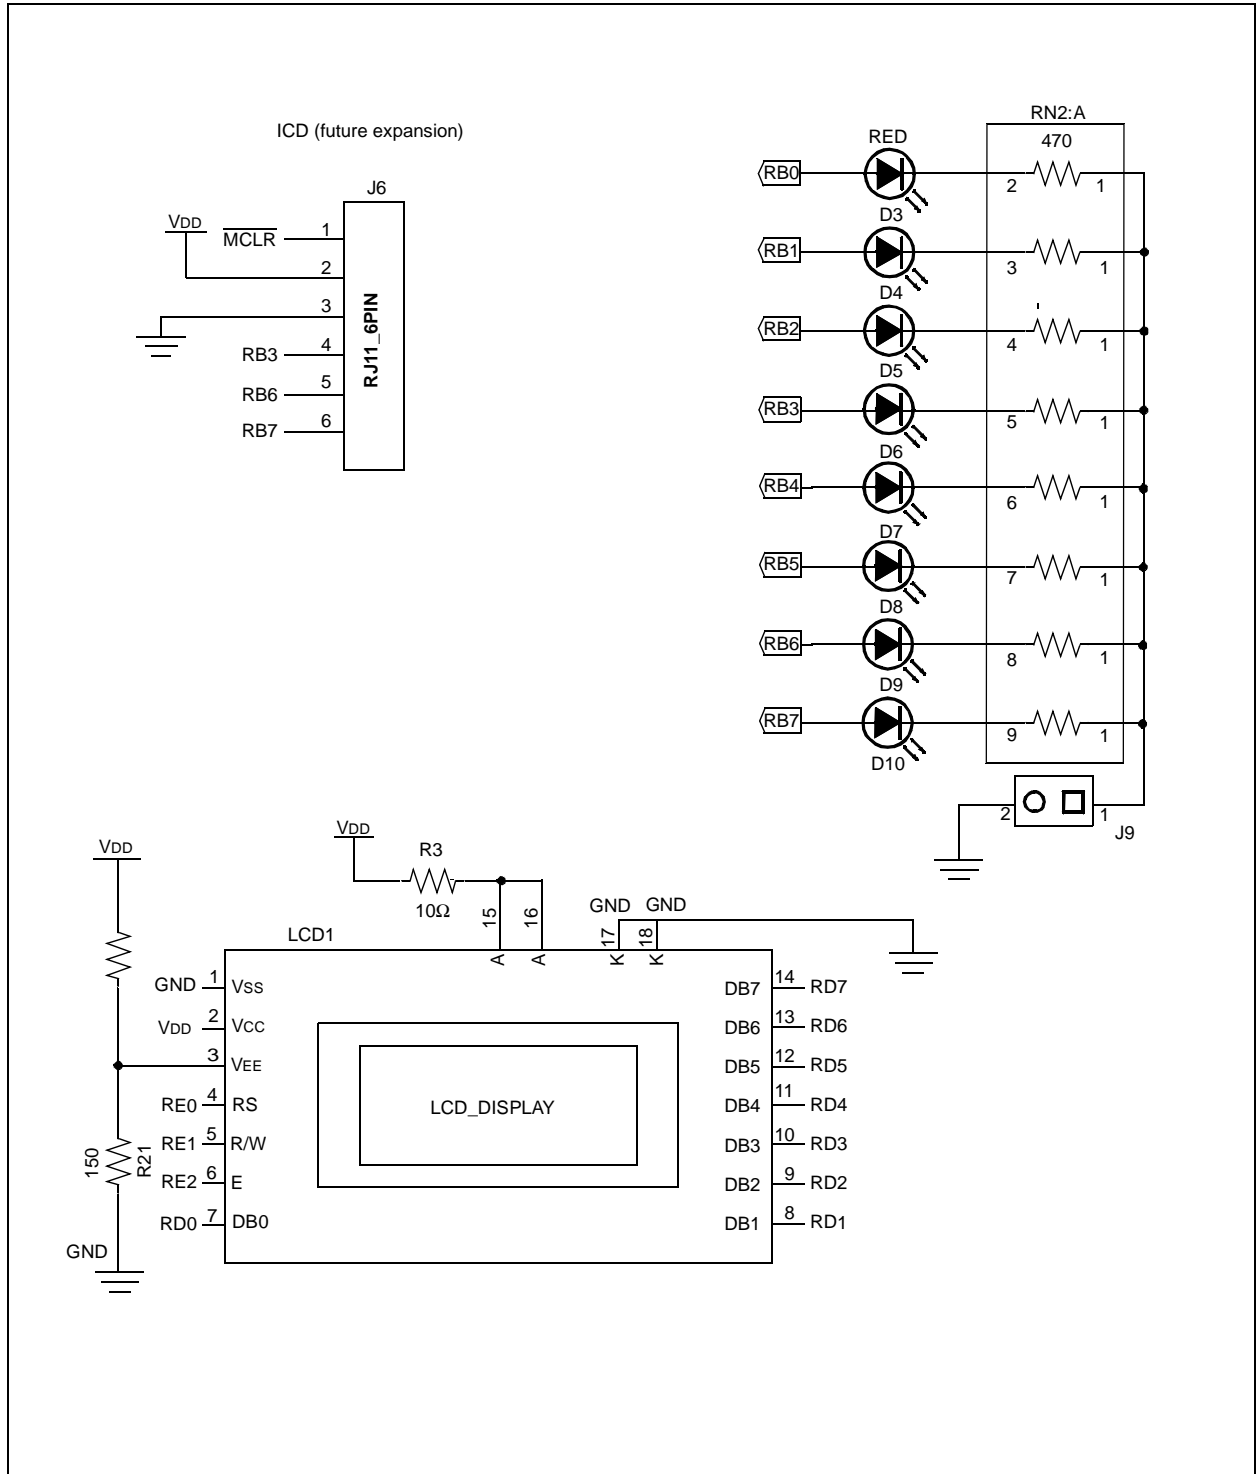 ICD (future expansion)
J6
VDD
MCLR 1
2
3
RB3 4
RB6 5
RB7 6
RJ11_6PIN
RN2:A
470
RED
RB0 2 1
D3
RB1 3 1
D4
RB2 4 1
D5
RB3 5 1
D6
RB4 6 1
D7
RB5 7 1
D8
RB6 8 1
D9
RB7 9 1
D10
2 1
J9
VDD
R3
10Ω
VDD
15 16 GND GND
17 18
LCD1
A A K K
GND 1 VSS
VDD 2 VCC
3 VEE
RE0 4 RS
RE1 5 R/W
RE2 6 E
RD0 7 DB0
150 R21
GND
LCD_DISPLAY
DB7 14 RD7
DB6 13 RD6
DB5 12 RD5
DB4 11 RD4
DB3 10 RD3
DB2 9 RD2
DB1 8 RD1